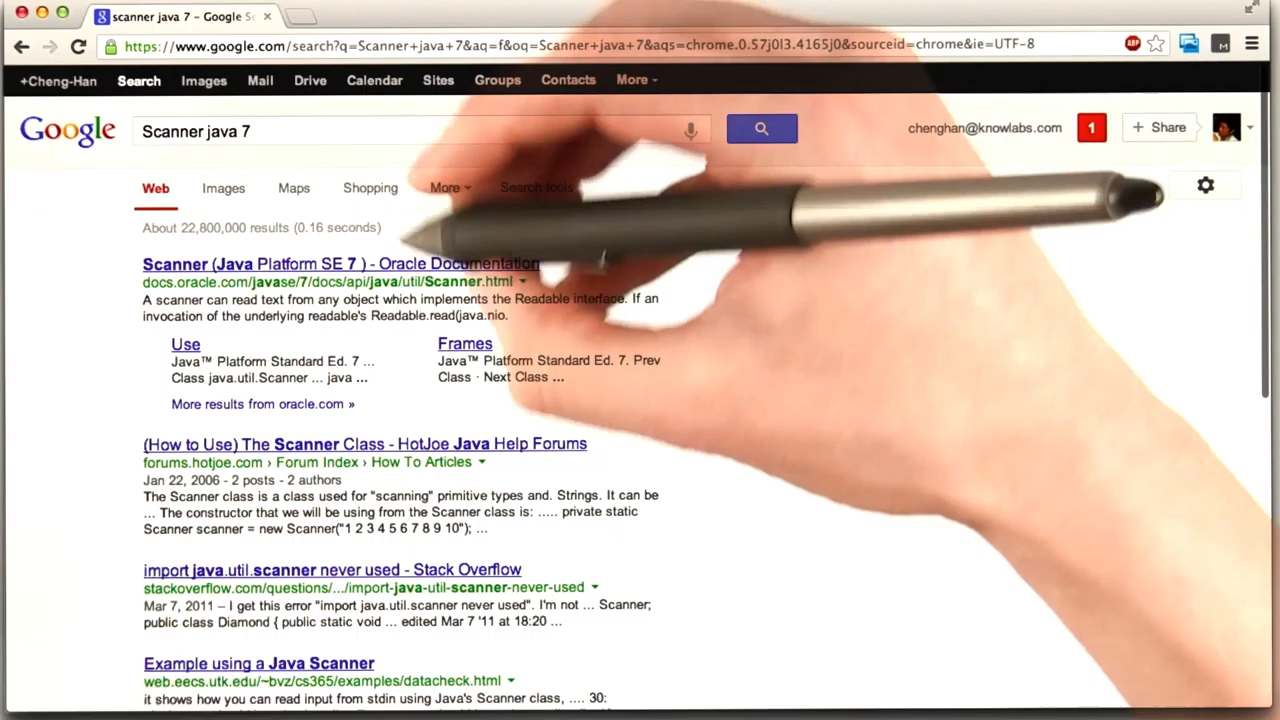 scanner java 7 - Google Se
https://www.google.com/search?q=Scanner+java+7&aq=f&oq=Scanner+java+7&aqs=chrome.0.57j0l3.4165j0&sourceid=chrome&ie=UTF-8
ABP
M
+Cheng-Han Search Images Mail Drive Calendar Sites Groups Contacts More
Google Scanner java 7 chenghan@knowlabs.com 1 + Share
Web Images Maps Shopping More Search tools
About 22,800,000 results (0.16 seconds)
Scanner (Java Platform SE 7 ) - Oracle Documentation
docs.oracle.com/javase/7/docs/api/java/util/Scanner.html
A scanner can read text from any object which implements the Readable interface. If an
invocation of the underlying readable's Readable.read(java.nio.
Use Frames
Java™ Platform Standard Ed. 7 ... Java™ Platform Standard Ed. 7. Prev
Class java.util.Scanner ... java ... Class · Next Class ...
More results from oracle.com »
(How to Use) The Scanner Class - HotJoe Java Help Forums
forums.hotjoe.com › Forum Index › How To Articles
Jan 22, 2006 - 2 posts - 2 authors
The Scanner class is a class used for "scanning" primitive types and. Strings. It can be
... The constructor that we will be using from the Scanner class is: ..... private static
Scanner scanner = new Scanner("1 2 3 4 5 6 7 8 9 10"); ...
import java.util.scanner never used - Stack Overflow
stackoverflow.com/questions/.../import-java-util-scanner-never-used
Mar 7, 2011 – I get this error "import java.util.scanner never used". I'm not ... Scanner;
public class Diamond { public static void ... edited Mar 7 '11 at 18:20 ...
Example using a Java Scanner
web.eecs.utk.edu/~bvz/cs365/examples/datacheck.html
it shows how you can read input from stdin using Java's Scanner class, .... 30: